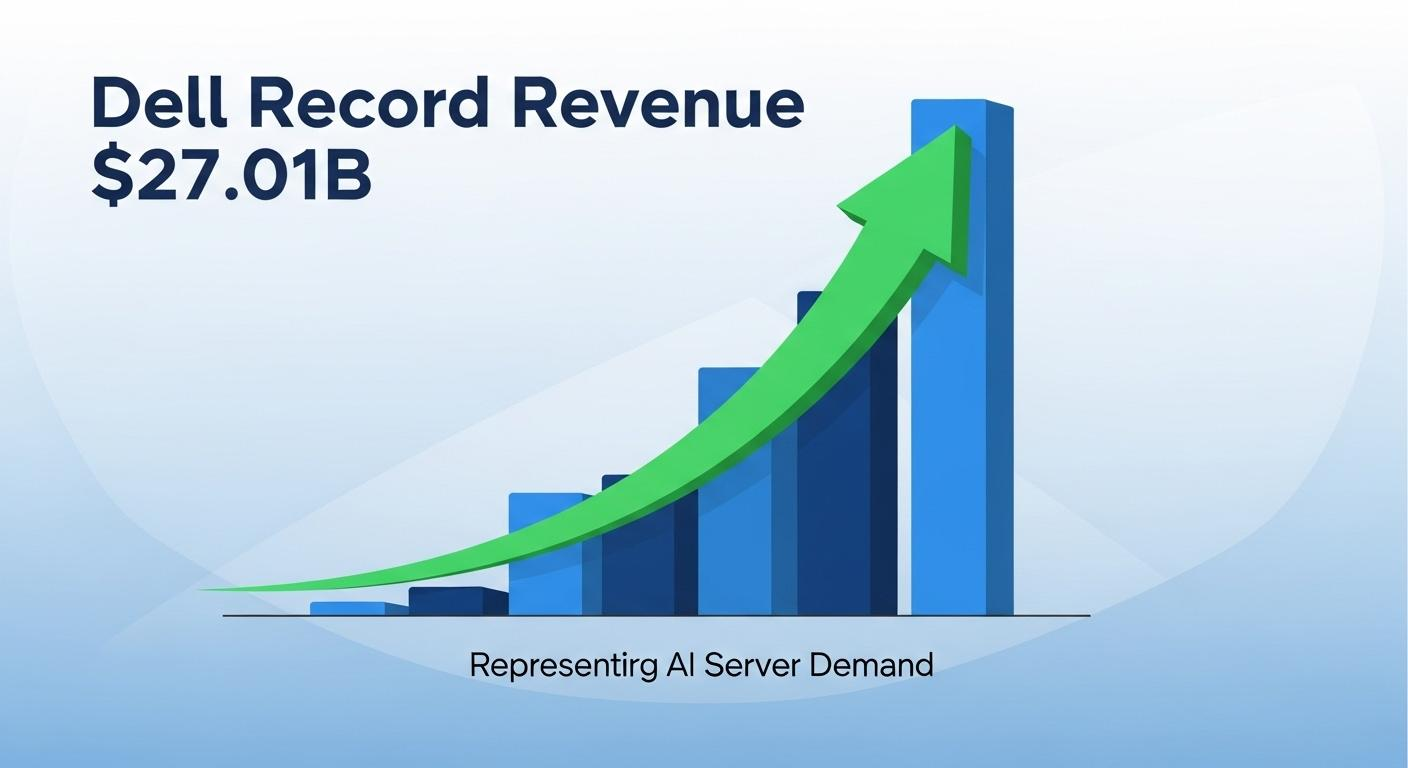 Dell Record Revenue
$27.01B
Representirg AI Server Demand